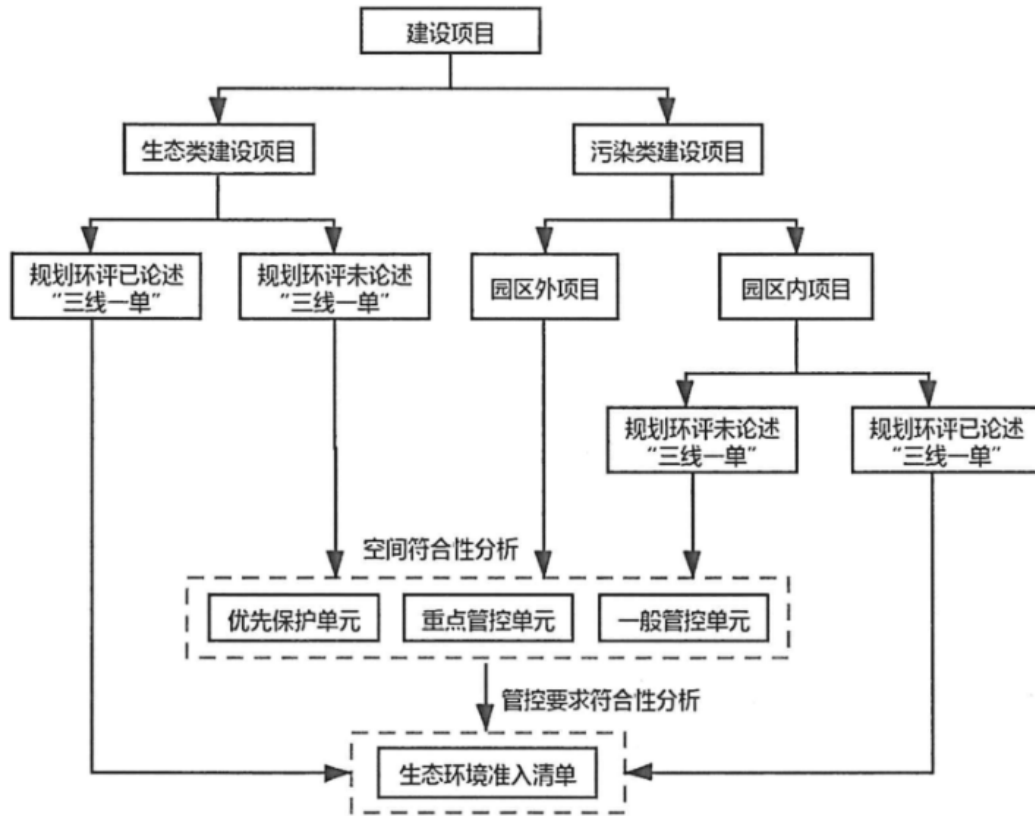 建设项目
生态类建设项目
污染类建设项目
规划环评已论述
“三线一单”
规划环评未论述
“三线一单”
园区外项目
园区内项目
规划环评未论述
“三线一单”
规划环评已论述
“三线一单”
空间符合性分析
优先保护单元
重点管控单元
一般管控单元
管控要求符合性分析
生态环境准入清单